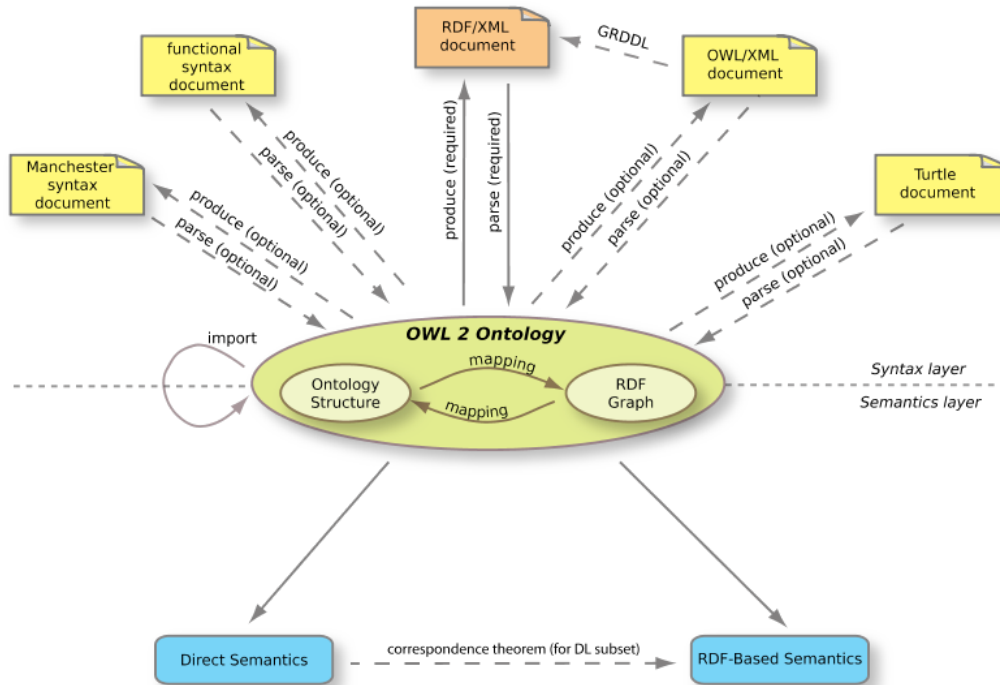 RDF/XML
document
GRDDL
functional
syntax
document
OWL/XML
document
Manchester
syntax
document
Turtle
document
produce (optional)
parse (optional)
produce (optional)
parse (optional)
produce (required)
parse (required)
produce (optional)
parse (optional)
produce (optional)
parse (optional)
import
OWL 2 Ontology
mapping
Ontology
Structure
RDF
Graph
mapping
Syntax layer
Semantics layer
Direct Semantics
correspondence theorem (for DL subset)
RDF-Based Semantics